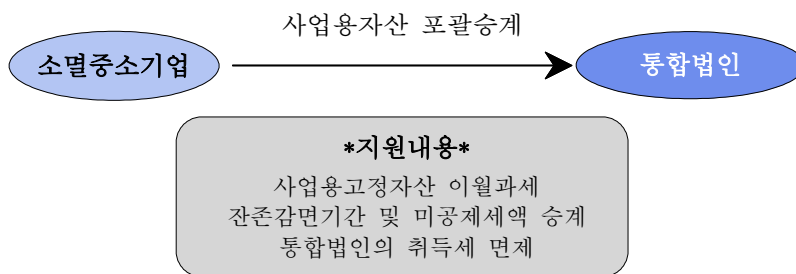 사업용자산 포괄승계
소멸중소기업
통합법인
*지원내용*
사업용고정자산 이월과세
잔존감면기간 및 미공제세액 승계
통합법인의 취득세 면제